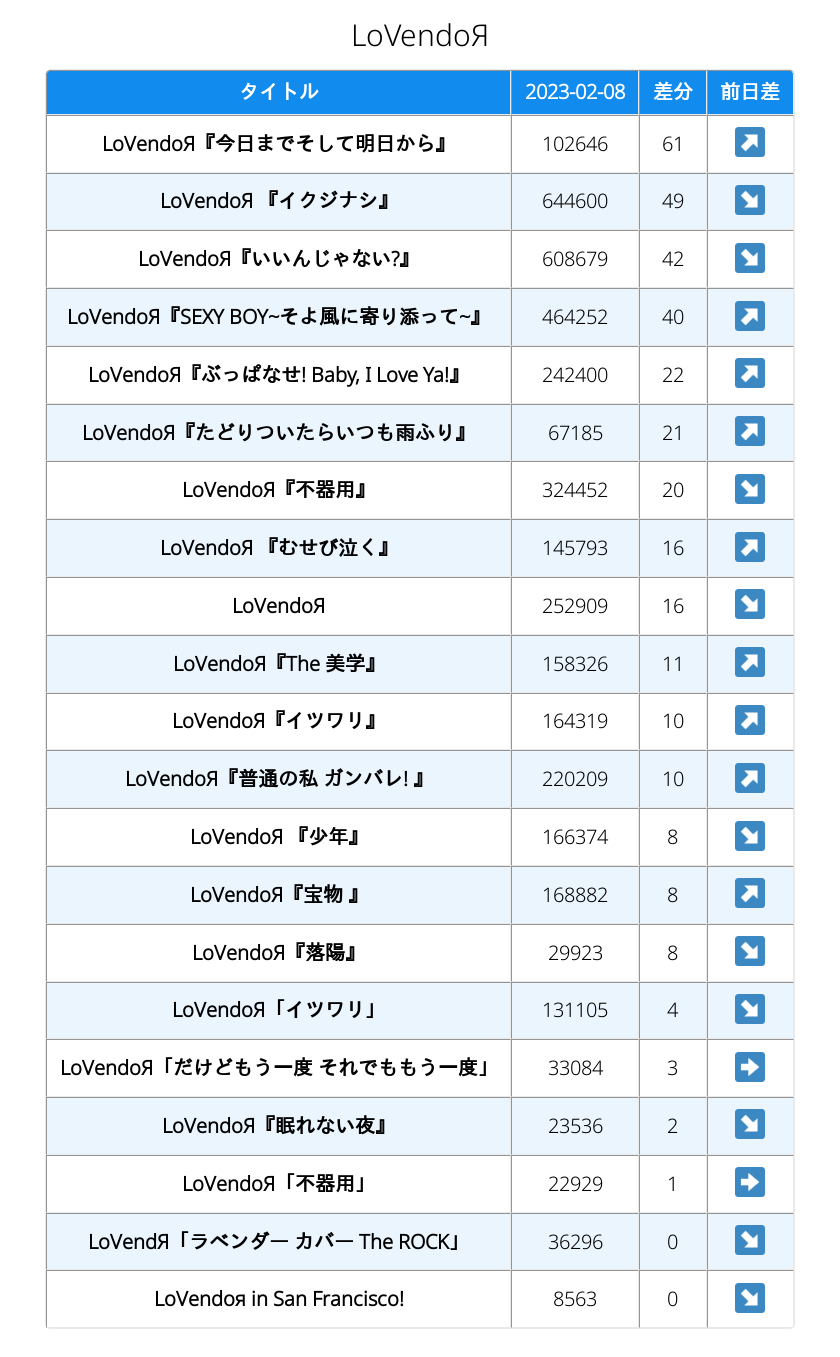 LoVendoЯ
タイトル 2023-02-08 差分 前日差
LoVendoЯ『今日までそして明日から』 102646 61
LoVendoЯ 『イクジナシ』 644600 49
LoVendoЯ『いいんじゃない?』 608679 42
LoVendoЯ『SEXY BOY~そよ風に寄り添って~』 464252 40
LoVendoЯ『ぶっぱなせ! Baby, I Love Ya!』 242400 22
LoVendoЯ『たどりついたらいつも雨ふり』 67185 21
LoVendoЯ『不器用』 324452 20
LoVendoЯ 『むせび泣く』 145793 16
LoVendoЯ 252909 16
LoVendoЯ『The 美学』 158326 11
LoVendoЯ『イツワリ』 164319 10
LoVendoЯ『普通の私 ガンバレ! 』 220209 10
LoVendoЯ 『少年』 166374 8
LoVendoЯ『宝物 』 168882 8
LoVendoЯ『落陽』 29923 8
LoVendoЯ「イツワリ」 131105 4
LoVendoЯ「だけどもう一度 それでももう一度」 33084 3
LoVendoЯ『眠れない夜』 23536 2
LoVendoЯ「不器用」 22929 1
LoVendЯ「ラベンダー カバー The ROCK」 36296 0
LoVendoя in San Francisco! 8563 0